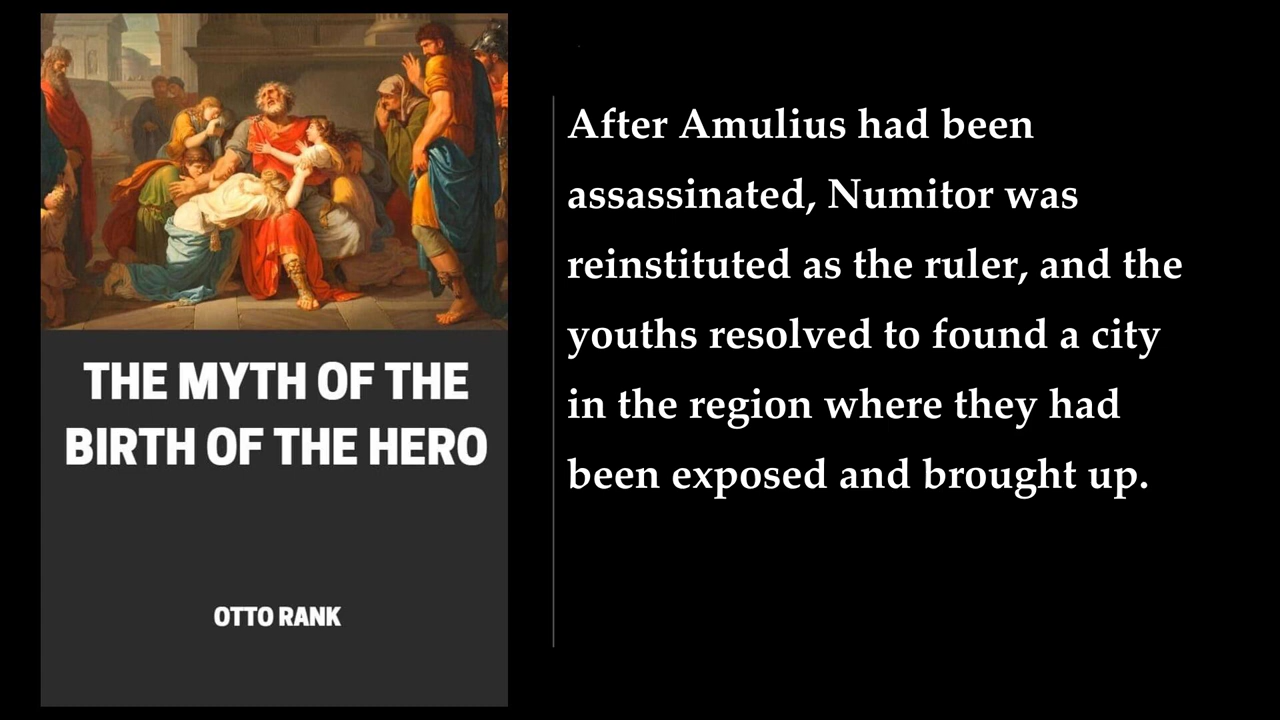 THE MYTH OF THE
BIRTH OF THE HERO
OTTO RANK
After Amulius had been
assassinated, Numitor was
reinstituted as the ruler, and the
youths resolved to found a city
in the region where they had
been exposed and brought up.